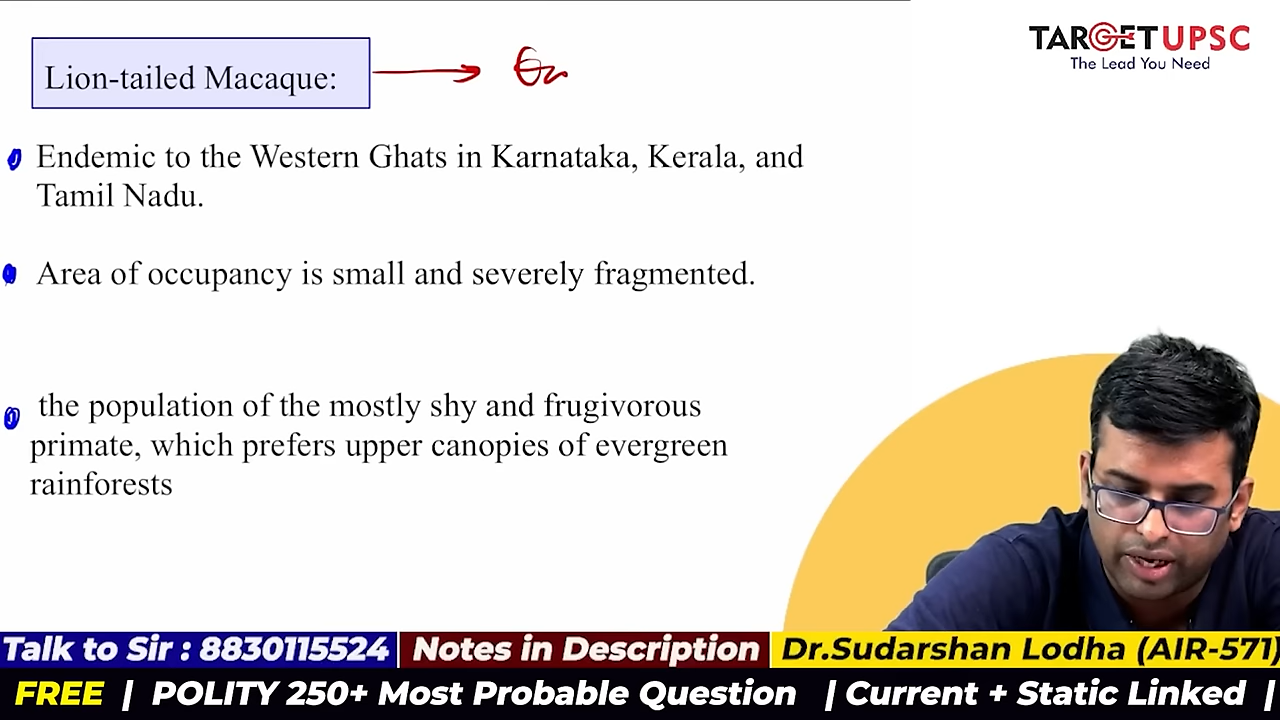 TARGET UPSC
The Lead You Need
Lion-tailed Macaque:
Endemic to the Western Ghats in Karnataka, Kerala, and
Tamil Nadu.
Area of occupancy is small and severely fragmented.
the population of the mostly shy and frugivorous
primate, which prefers upper canopies of evergreen
rainforests
Talk to Sir : 8830115524 Notes in Description Dr.Sudarshan Lodha (AIR-571)
FREE | POLITY 250+ Most Probable Question | Current + Static Linked |